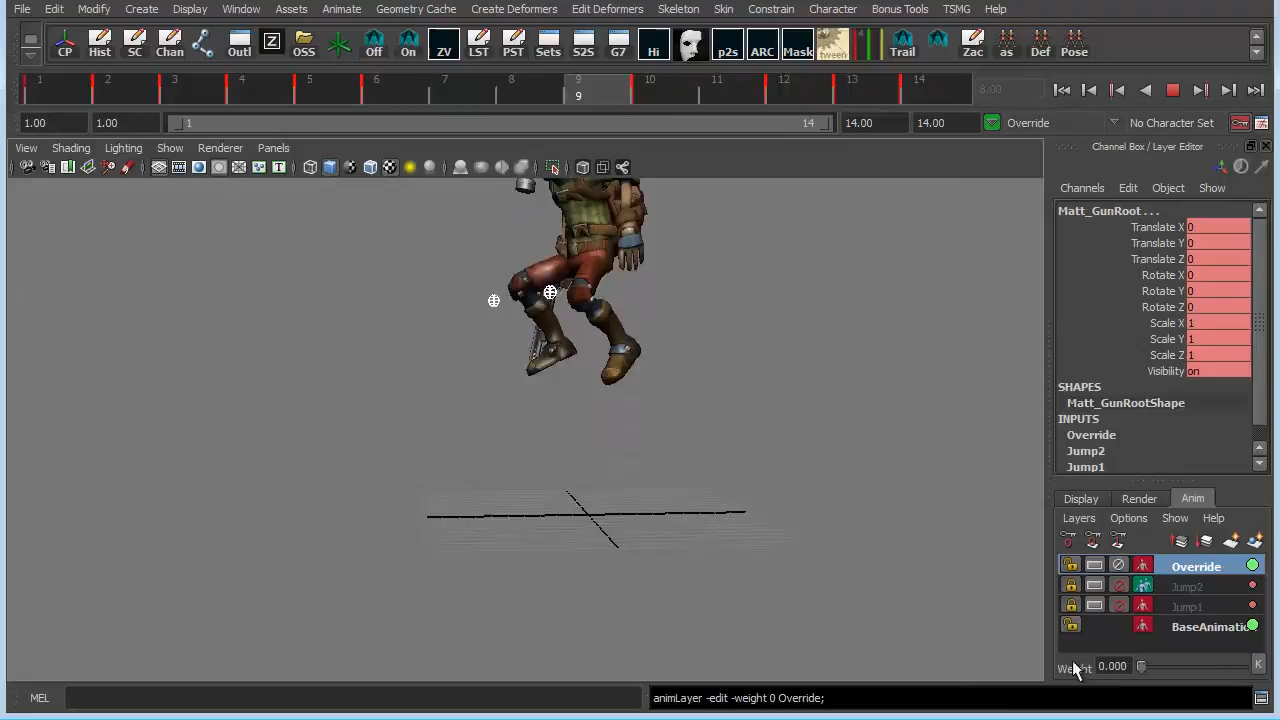 File Edit Modify Create Display Window Assets Animate Geometry Cache Create Deformers Edit Deformers Skeleton Skin Constrain Character Bonus Tools TSMG Help
CP Hist SC Chan Outl Z OSS Off On ZV LST PST Sets S2S G7 Hi p2s ARC Mask tween Trail Zac as Def Pose
1 2 3 4 5 6 7 8 9 10 11 12 13 14 8.00
9
1.00 1.00 1 14 14.00 14.00 Override No Character Set
View Shading Lighting Show Renderer Panels
Channel Box / Layer Editor
Channels Edit Object Show
Matt_GunRoot...
Translate X 0
Translate Y 0
Translate Z 0
Rotate X 0
Rotate Y 0
Rotate Z 0
Scale X 1
Scale Y 1
Scale Z 1
Visibility on
SHAPES
Matt_GunRootShape
INPUTS
Override
Jump2
Jump1
Display Render Anim
Layers Options Show Help
Override
Jump2
Jump1
BaseAnimatic
Weight 0.000 K
MEL animLayer -edit -weight 0 Override;